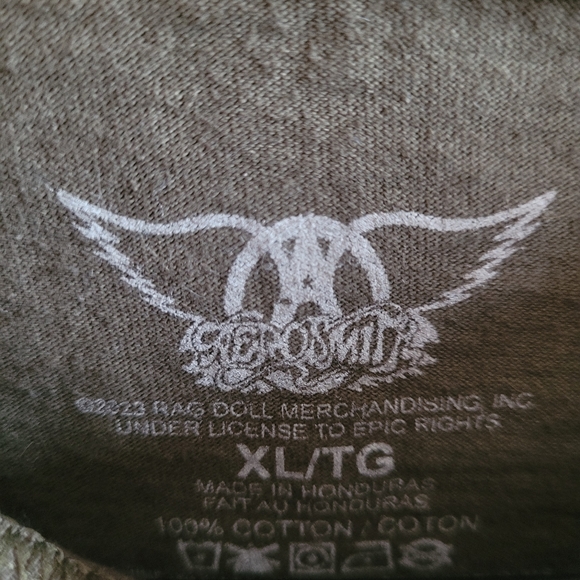 AEROSMITH
©2023 RAG DOLL MERCHANDISING, INC
UNDER LICENSE TO EPIC RIGHTS
XL/TG
MADE IN HONDURAS
FAIT AU HONDURAS
100% COTTON / COTON